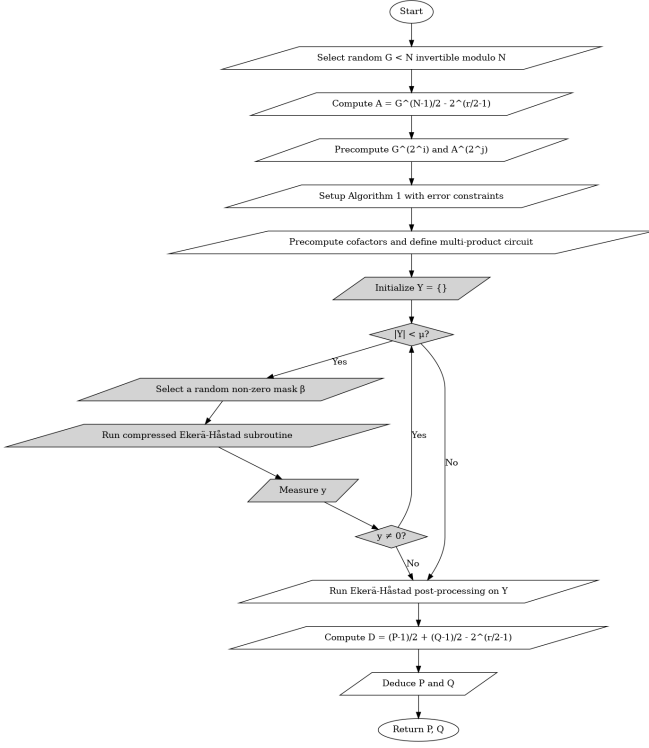 Start
Select random G < N invertible modulo N
Compute A = G^(N-1)/2 - 2^(r/2-1)
Precompute G^(2^i) and A^(2^j)
Setup Algorithm 1 with error constraints
Precompute cofactors and define multi-product circuit
Initialize Y = {}
|Y| < μ?
Yes
Select a random non-zero mask β
Run compressed Ekerä-Håstad subroutine
Yes
No
Measure y
y ≠ 0?
No
Run Ekerä-Håstad post-processing on Y
Compute D = (P-1)/2 + (Q-1)/2 - 2^(r/2-1)
Deduce P and Q
Return P, Q